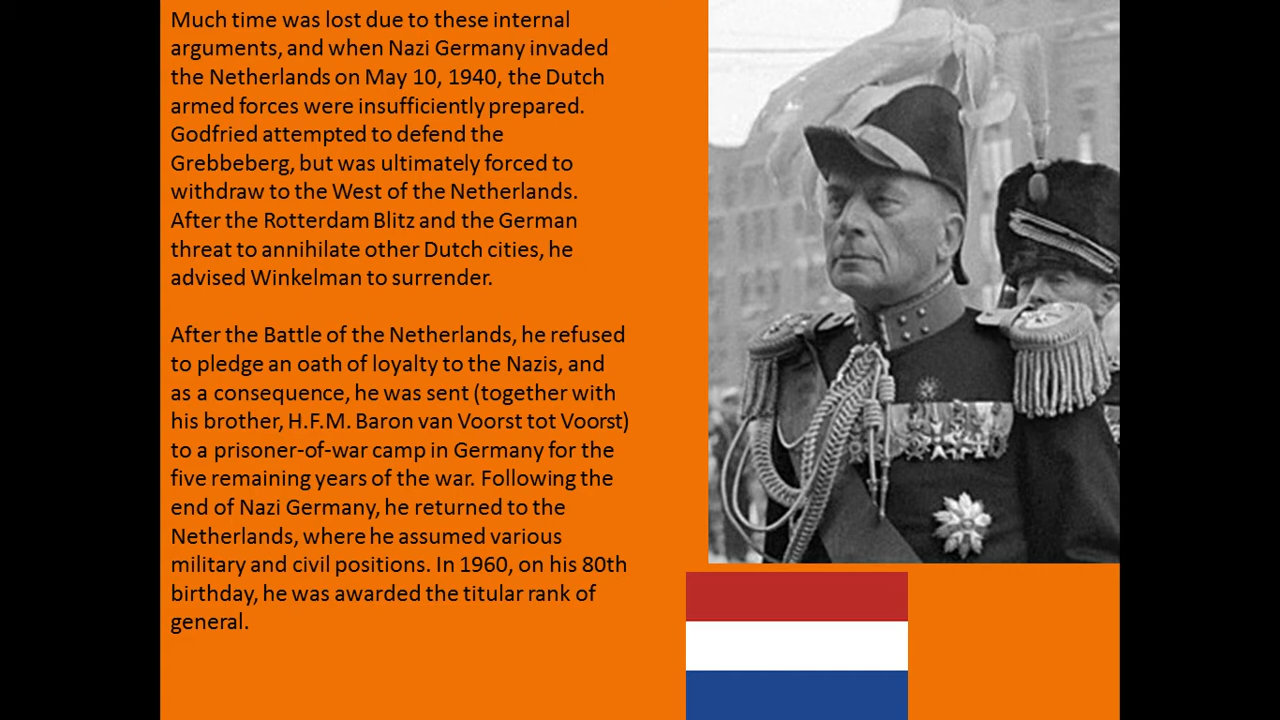 Much time was lost due to these internal
arguments, and when Nazi Germany invaded
the Netherlands on May 10, 1940, the Dutch
armed forces were insufficiently prepared.
Godfried attempted to defend the
Grebbeberg, but was ultimately forced to
withdraw to the West of the Netherlands.
After the Rotterdam Blitz and the German
threat to annihilate other Dutch cities, he
advised Winkelman to surrender.
After the Battle of the Netherlands, he refused
to pledge an oath of loyalty to the Nazis, and
as a consequence, he was sent (together with
his brother, H.F.M. Baron van Voorst tot Voorst)
to a prisoner-of-war camp in Germany for the
five remaining years of the war. Following the
end of Nazi Germany, he returned to the
Netherlands, where he assumed various
military and civil positions. In 1960, on his 80th
birthday, he was awarded the titular rank of
general.